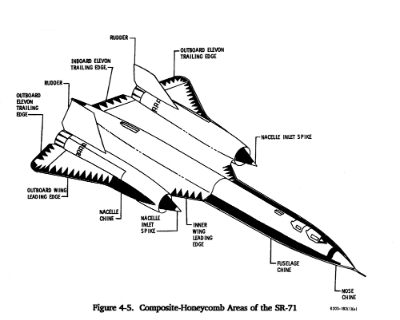 RUDDER
OUTBOARD ELEVON
TRAILING EDGE
INBOARD ELEVON
TRAILING EDGE
RUDDER
OUTBOARD
ELEVON
TRAILING
EDGE
NACELLE INLET SPIKE
OUTBOARD WING
LEADING EDGE
NACELLE
CHINE
NACELLE
INLET
SPIKE
INNER
WING
LEADING
EDGE
FUSELAGE
CHINE
NOSE
CHINE
Figure 4-5. Composite-Honeycomb Areas of the SR-71